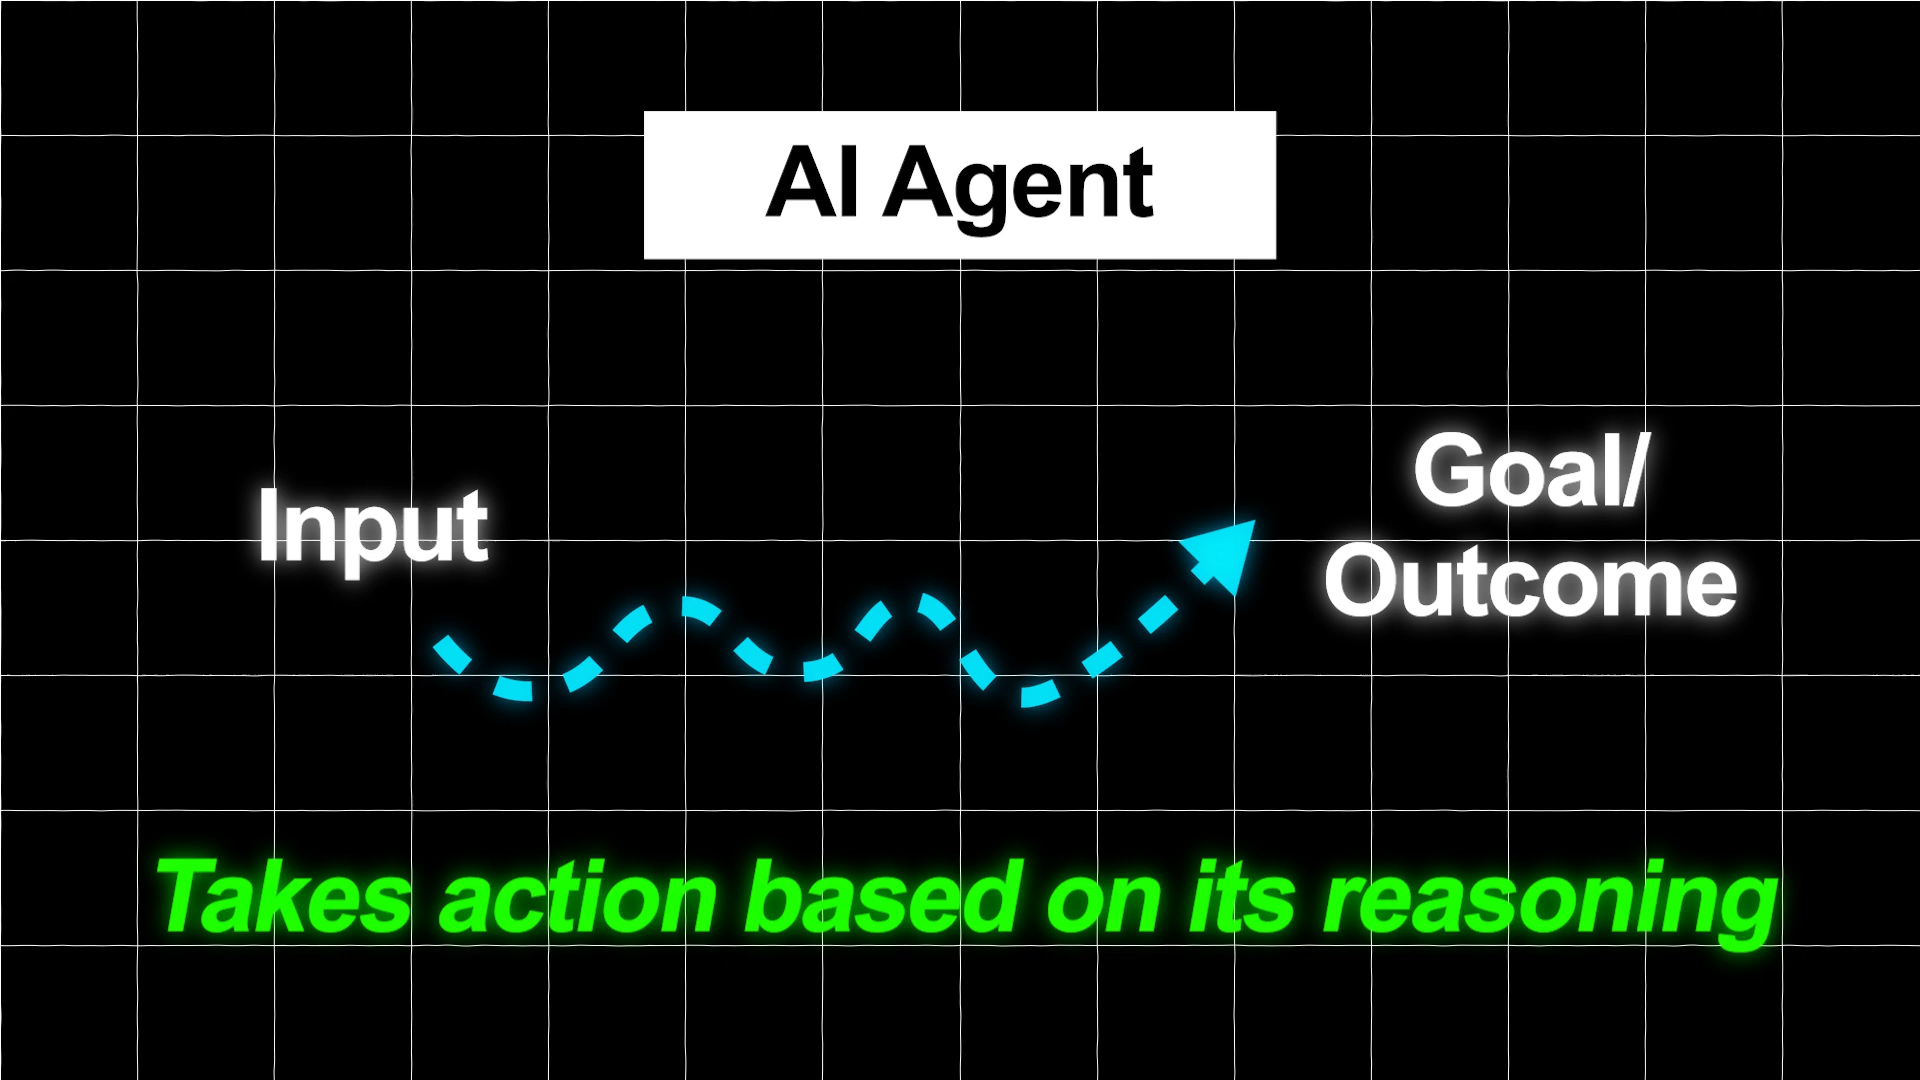 AI Agent
Input
Goal/
Outcome
Takes action based on its reasoning